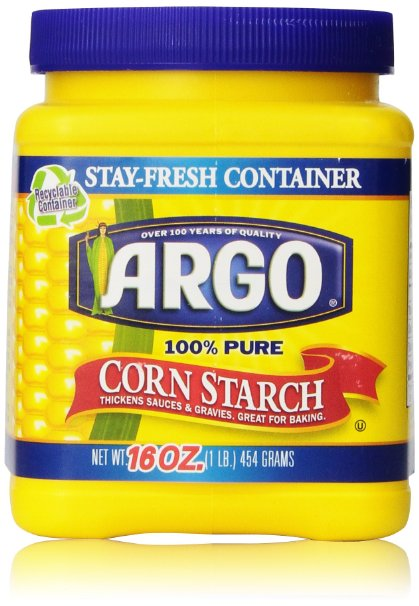 Recyclable
Container
STAY-FRESH CONTAINER
OVER 100 YEARS OF QUALITY
ARGO®
100% PURE
CORN STARCH
THICKENS SAUCES & GRAVIES. GREAT FOR BAKING.
U
NET WT. 16 OZ. (1 LB.) 454 GRAMS